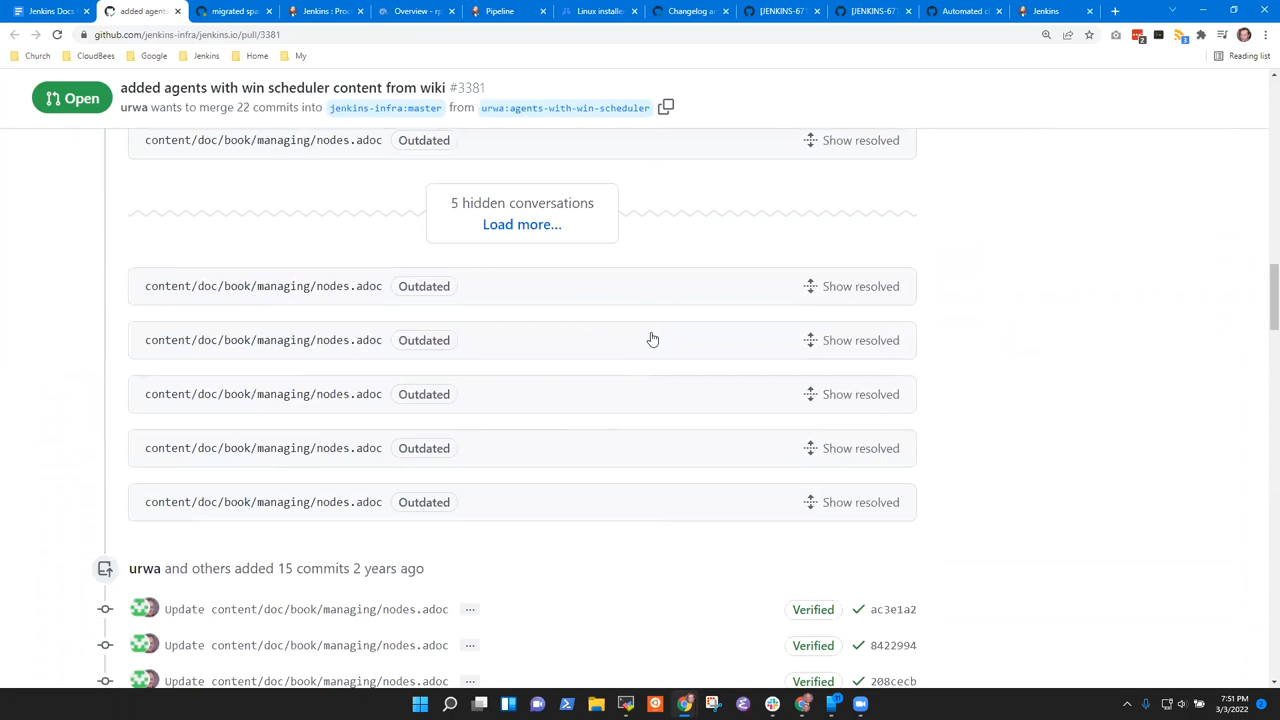 Jenkins Docs
added agents
migrated spa
Jenkins : Proc
Overview - rp
Pipeline
Linux installe
Changelog an
[JENKINS-671
[JENKINS-671
Automated cl
Jenkins
github.com/jenkins-infra/jenkins.io/pull/3381
Church
CloudBees
Google
Jenkins
Home
My
Reading list
Open
added agents with win scheduler content from wiki #3381
urwa wants to merge 22 commits into jenkins-infra:master from urwa:agents-with-win-scheduler
content/doc/book/managing/nodes.adoc Outdated Show resolved
5 hidden conversations
Load more...
content/doc/book/managing/nodes.adoc Outdated Show resolved
content/doc/book/managing/nodes.adoc Outdated Show resolved
content/doc/book/managing/nodes.adoc Outdated Show resolved
content/doc/book/managing/nodes.adoc Outdated Show resolved
content/doc/book/managing/nodes.adoc Outdated Show resolved
urwa and others added 15 commits 2 years ago
Update content/doc/book/managing/nodes.adoc ... Verified ac3e1a2
Update content/doc/book/managing/nodes.adoc ... Verified 8422994
Update content/doc/book/managing/nodes.adoc ... Verified 208cecb
7:51 PM
3/3/2022